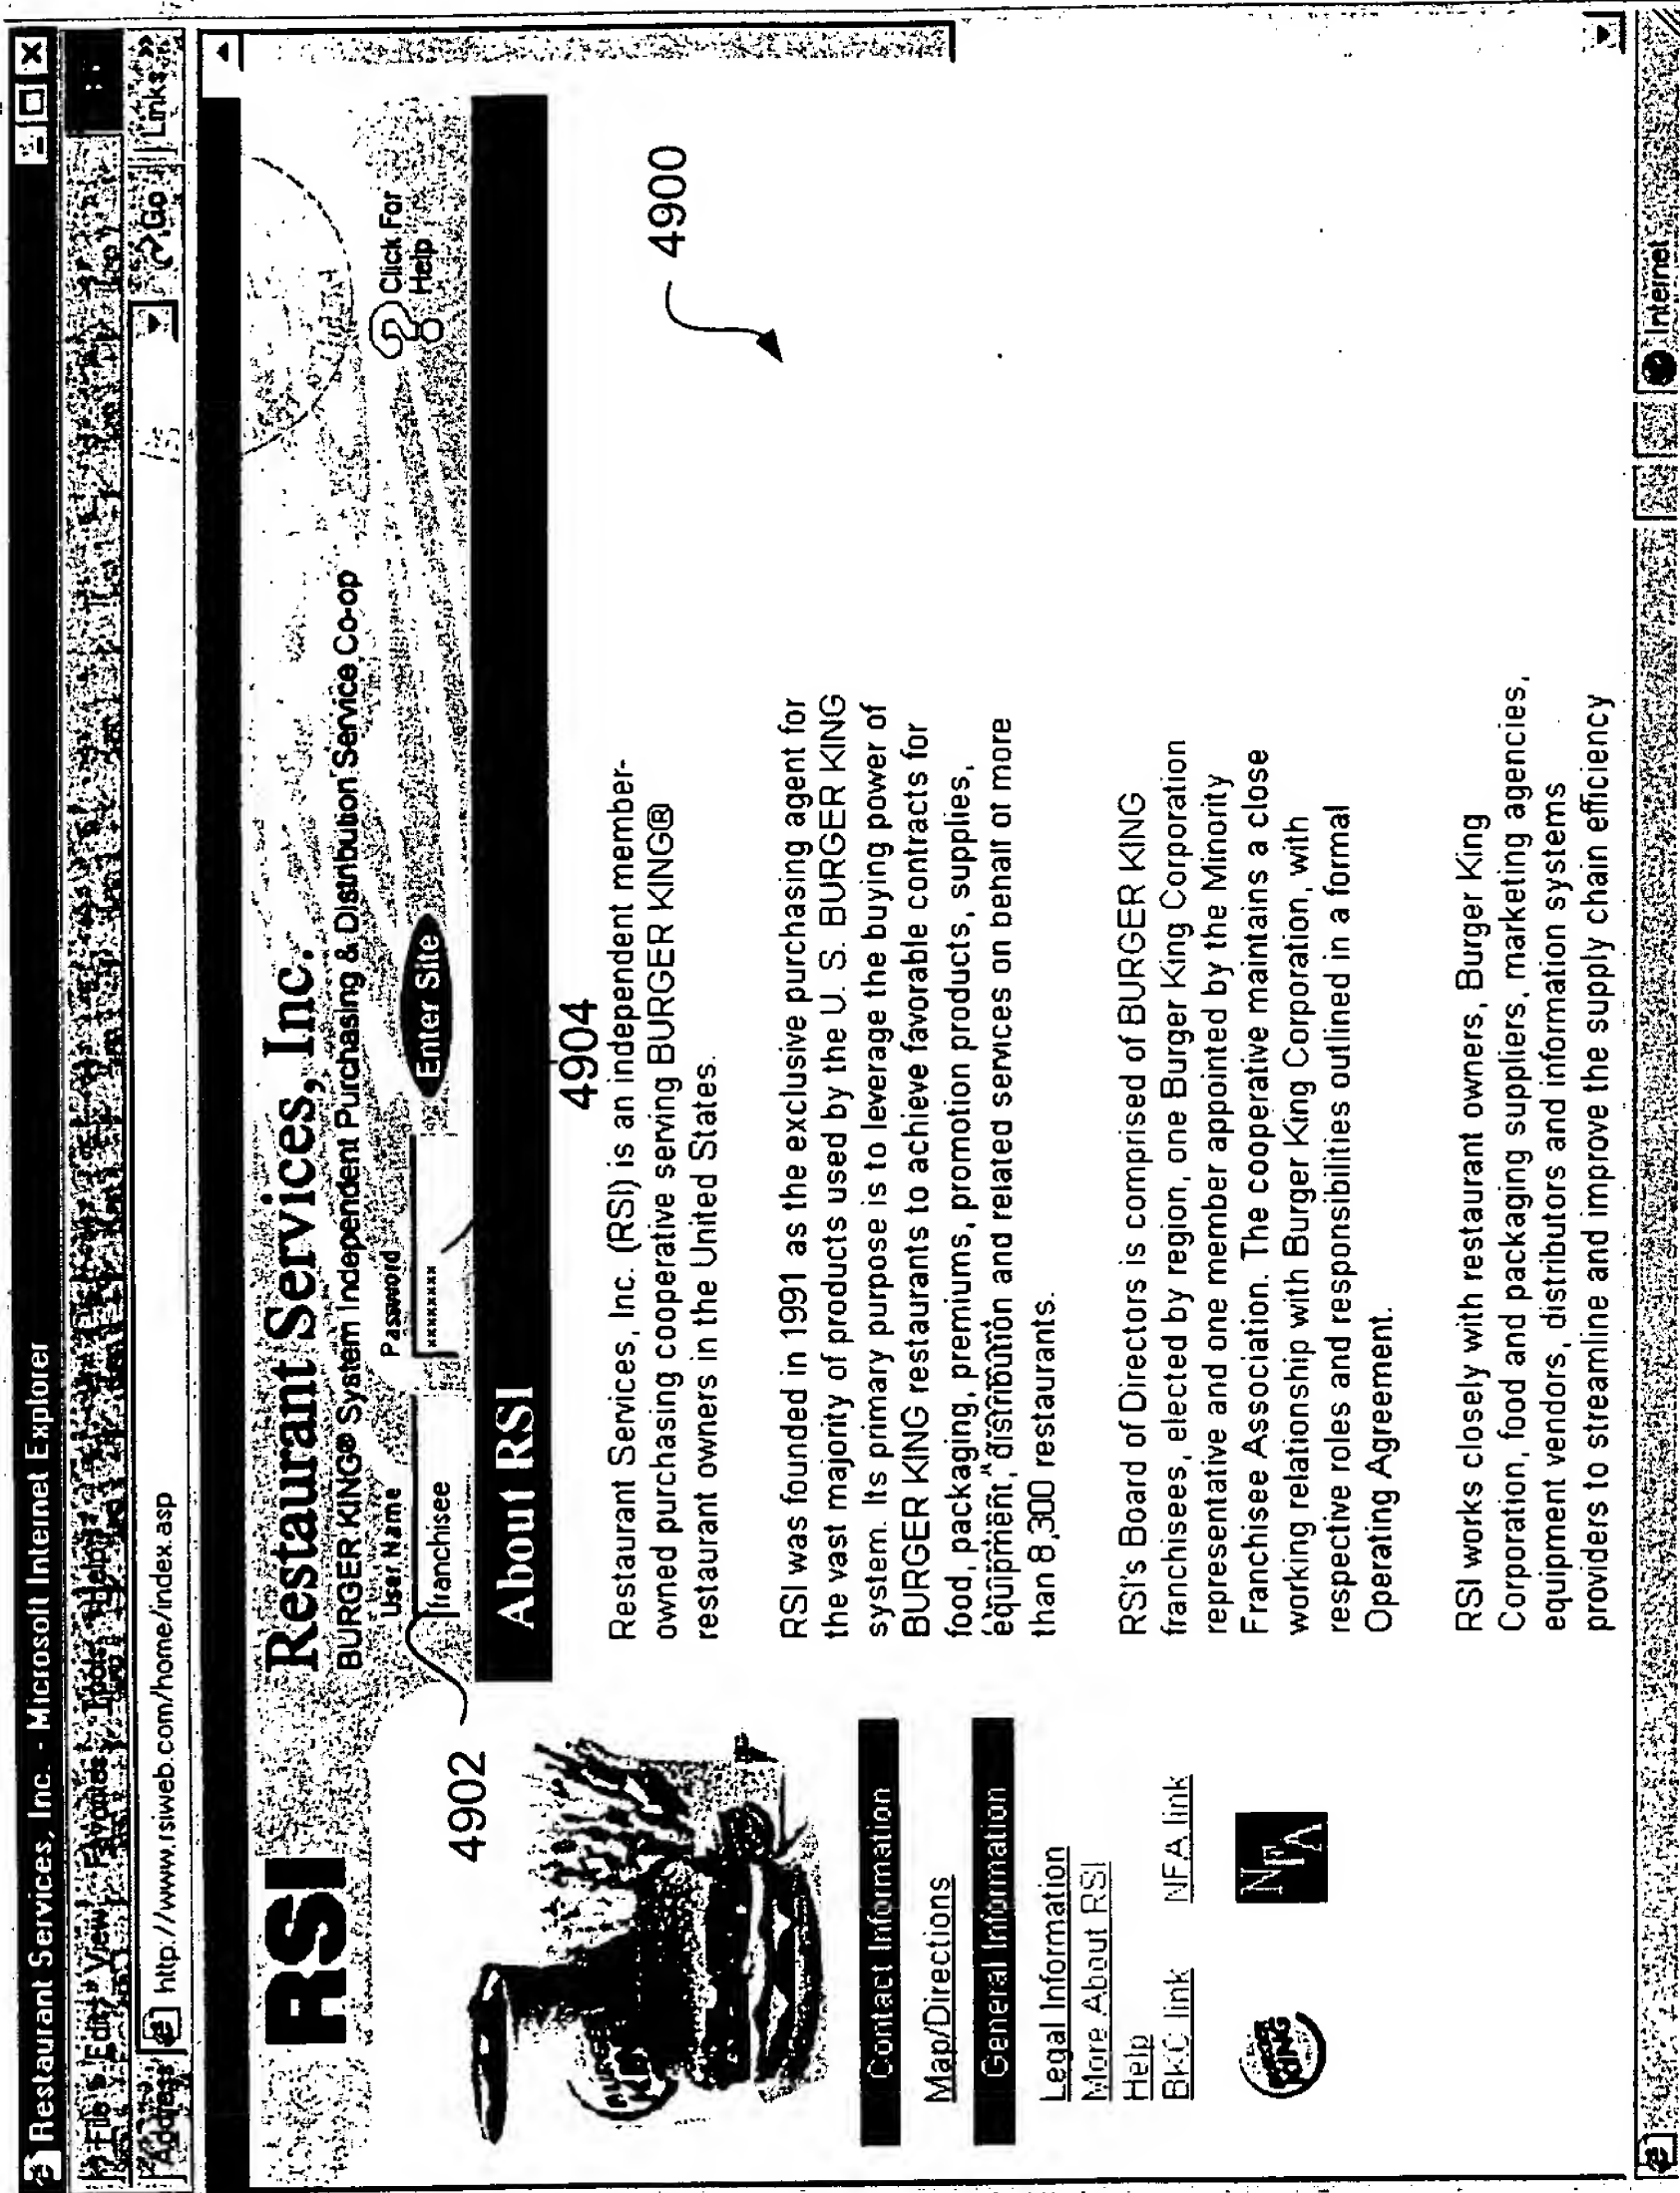 Restaurant Services, Inc. - Microsoft Internet Explorer
File Edit View Favorites Tools Help
Address http://www.rsiweb.com/home/index.asp Go Links »
RSI
Restaurant Services, Inc.
BURGER KING® System Independent Purchasing & Distribution Service Co-op
User Name Password
franchisee xxxxxxxx Enter Site
? Click For
Help
4902
4904
4900
About RSI
Restaurant Services, Inc. (RSI) is an independent member-
owned purchasing cooperative serving BURGER KING®
restaurant owners in the United States.
RSI was founded in 1991 as the exclusive purchasing agent for
the vast majority of products used by the U. S. BURGER KING
system. Its primary purpose is to leverage the buying power of
BURGER KING restaurants to achieve favorable contracts for
food, packaging, premiums, promotion products, supplies,
equipment, distribution and related services on behalf of more
than 8,300 restaurants.
RSI's Board of Directors is comprised of BURGER KING
franchisees, elected by region, one Burger King Corporation
representative and one member appointed by the Minority
Franchisee Association. The cooperative maintains a close
working relationship with Burger King Corporation, with
respective roles and responsibilities outlined in a formal
Operating Agreement.
RSI works closely with restaurant owners, Burger King
Corporation, food and packaging suppliers, marketing agencies,
equipment vendors, distributors and information systems
providers to streamline and improve the supply chain efficiency
Contact Information
Map/Directions
General Information
Legal Information
More About RSI
Help
BKC link NFA link
BURGER KING
NFA
Internet